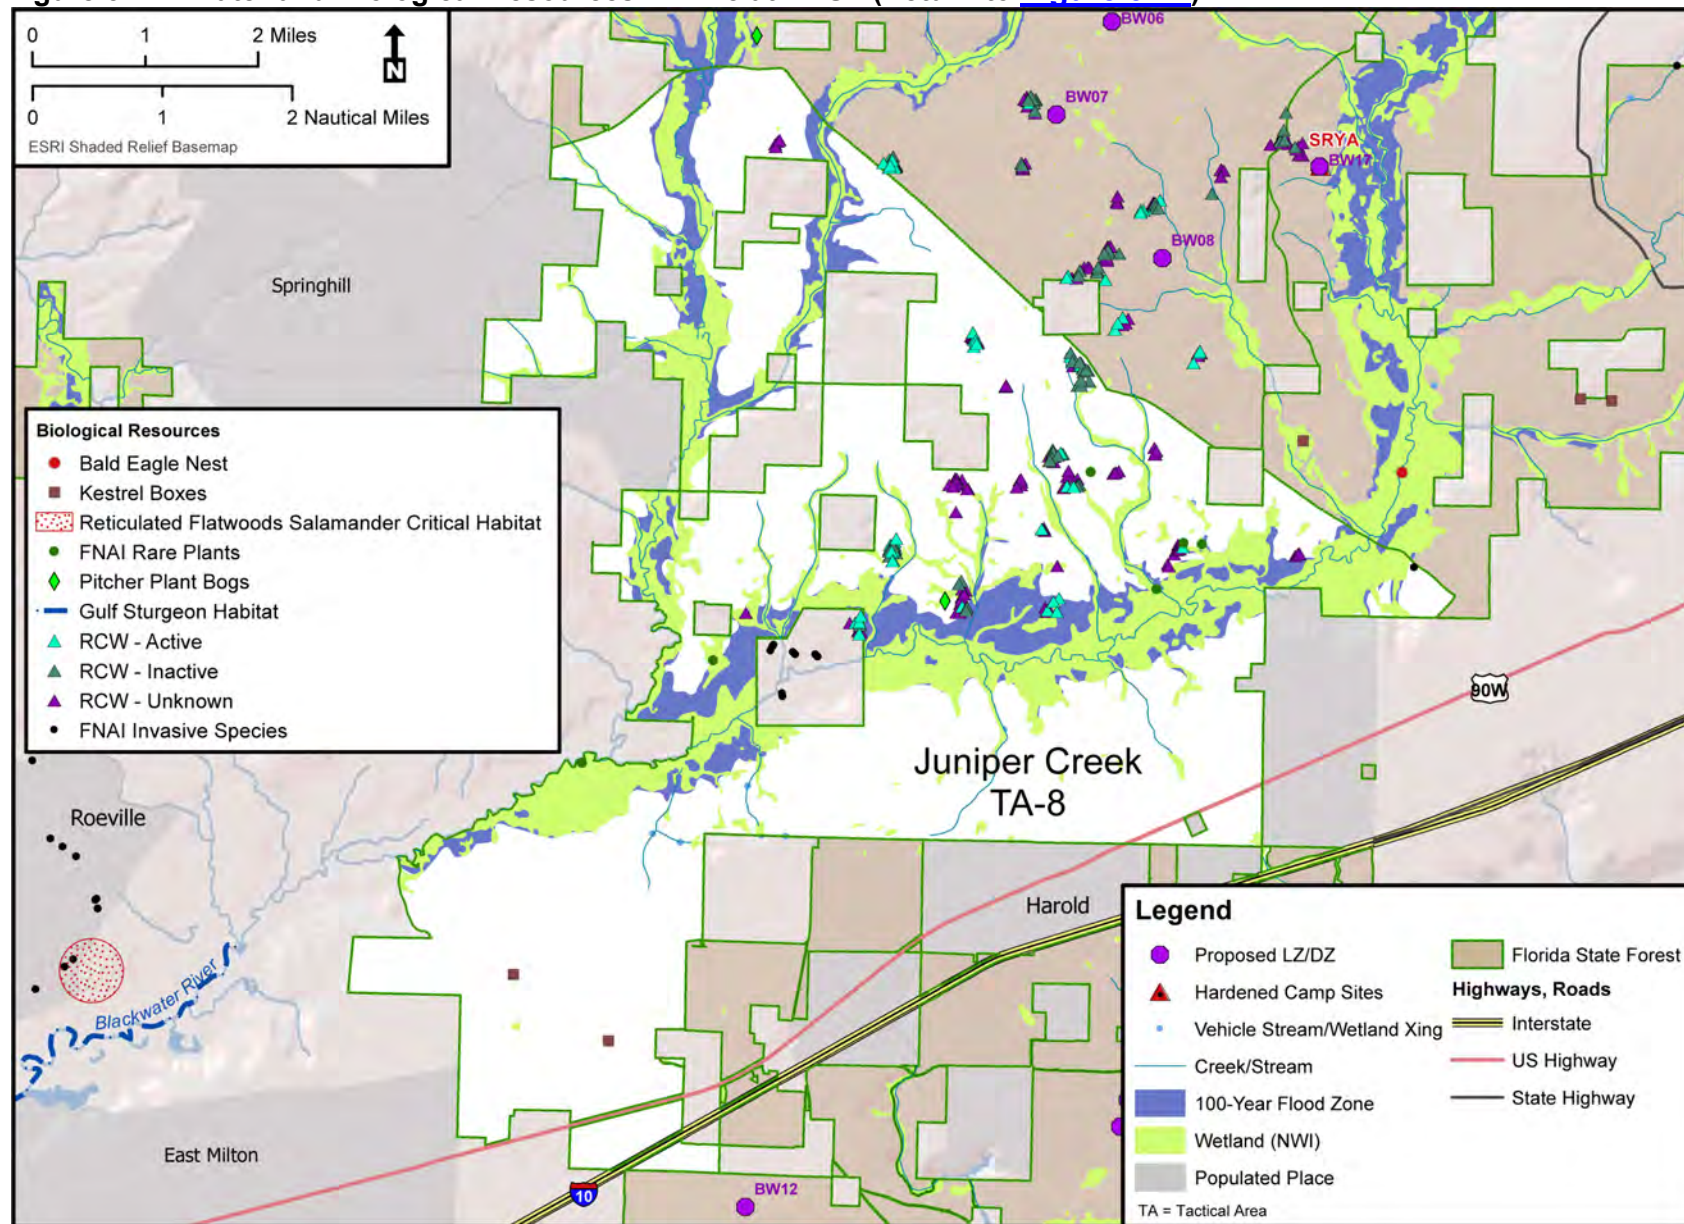 0 1 2 Miles
N
0 1 2 Nautical Miles
ESRI Shaded Relief Basemap
BW06
BW07
SRYA
BW17
BW08
Springhill
Biological Resources
Bald Eagle Nest
Kestrel Boxes
Reticulated Flatwoods Salamander Critical Habitat
FNAI Rare Plants
Pitcher Plant Bogs
Gulf Sturgeon Habitat
RCW - Active
RCW - Inactive
RCW - Unknown
FNAI Invasive Species
90W
Juniper Creek
TA-8
Roeville
Harold
Blackwater River
East Milton
10
BW12
Legend
Proposed LZ/DZ
Hardened Camp Sites
Vehicle Stream/Wetland Xing
Creek/Stream
100-Year Flood Zone
Wetland (NWI)
Populated Place
TA = Tactical Area
Florida State Forest
Highways, Roads
Interstate
US Highway
State Highway